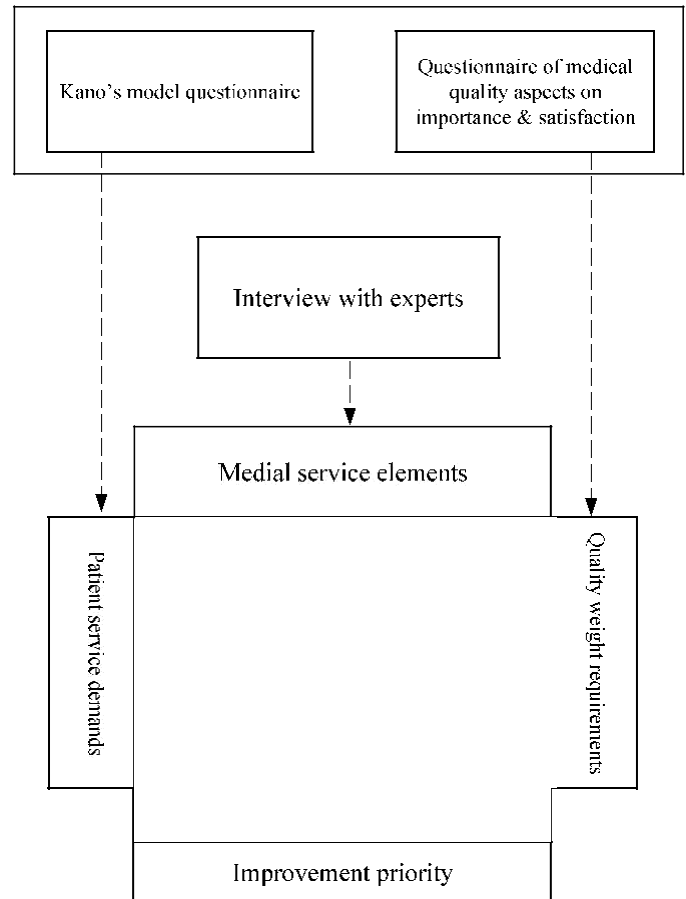 Kano's model questionnaire
Questionnaire of medical
quality aspects on
importance & satisfaction
Interview with experts
Medial service elements
Patient service demands
Quality weight requirements
Improvement priority